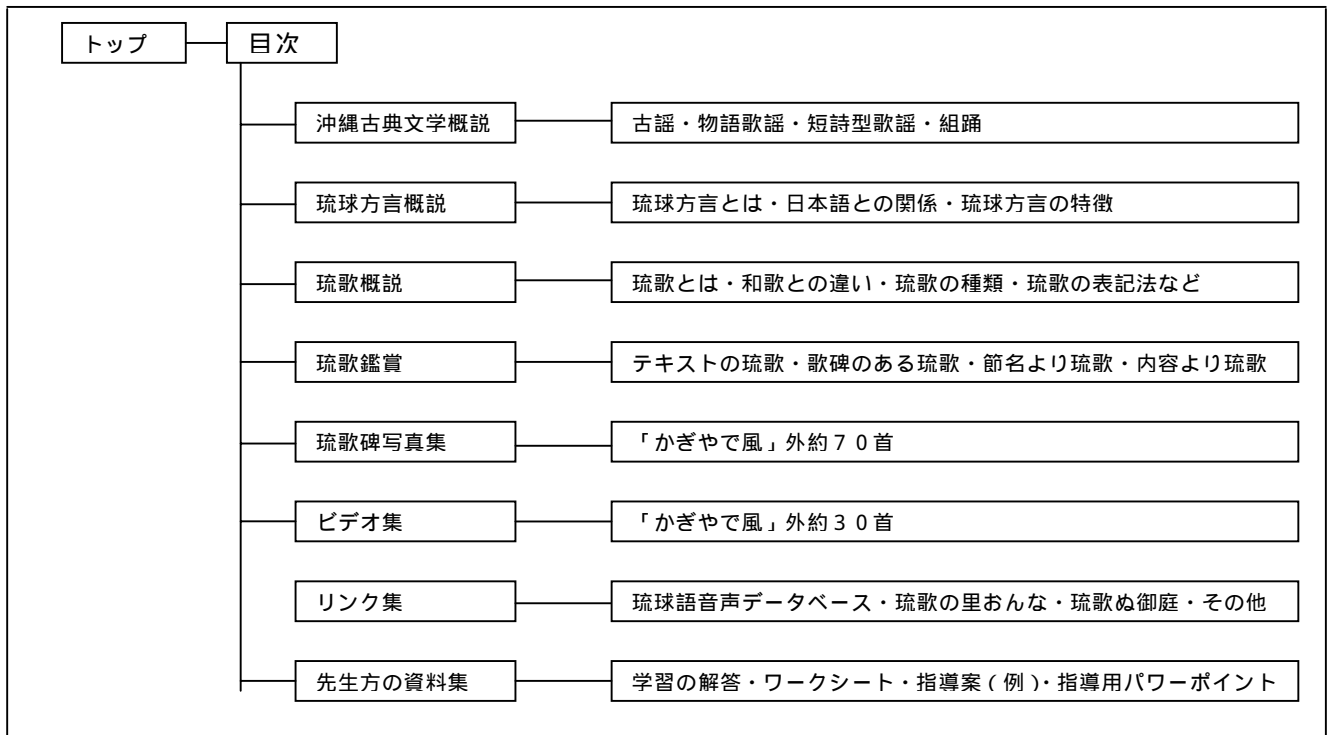 トップ 目次
沖縄古典文学概説 古謡・物語歌謡・短詩型歌謡・組踊
琉球方言概説 琉球方言とは・日本語との関係・琉球方言の特徴
琉歌概説 琉歌とは・和歌との違い・琉歌の種類・琉歌の表記法など
琉歌鑑賞 テキストの琉歌・歌碑のある琉歌・節名より琉歌・内容より琉歌
琉歌碑写真集 「かぎやで風」外約７０首
ビデオ集 「かぎやで風」外約３０首
リンク集 琉球語音声データベース・琉歌の里おんな・琉歌ぬ御庭・その他
先生方の資料集 学習の解答・ワークシート・指導案（例）・指導用パワーポイント